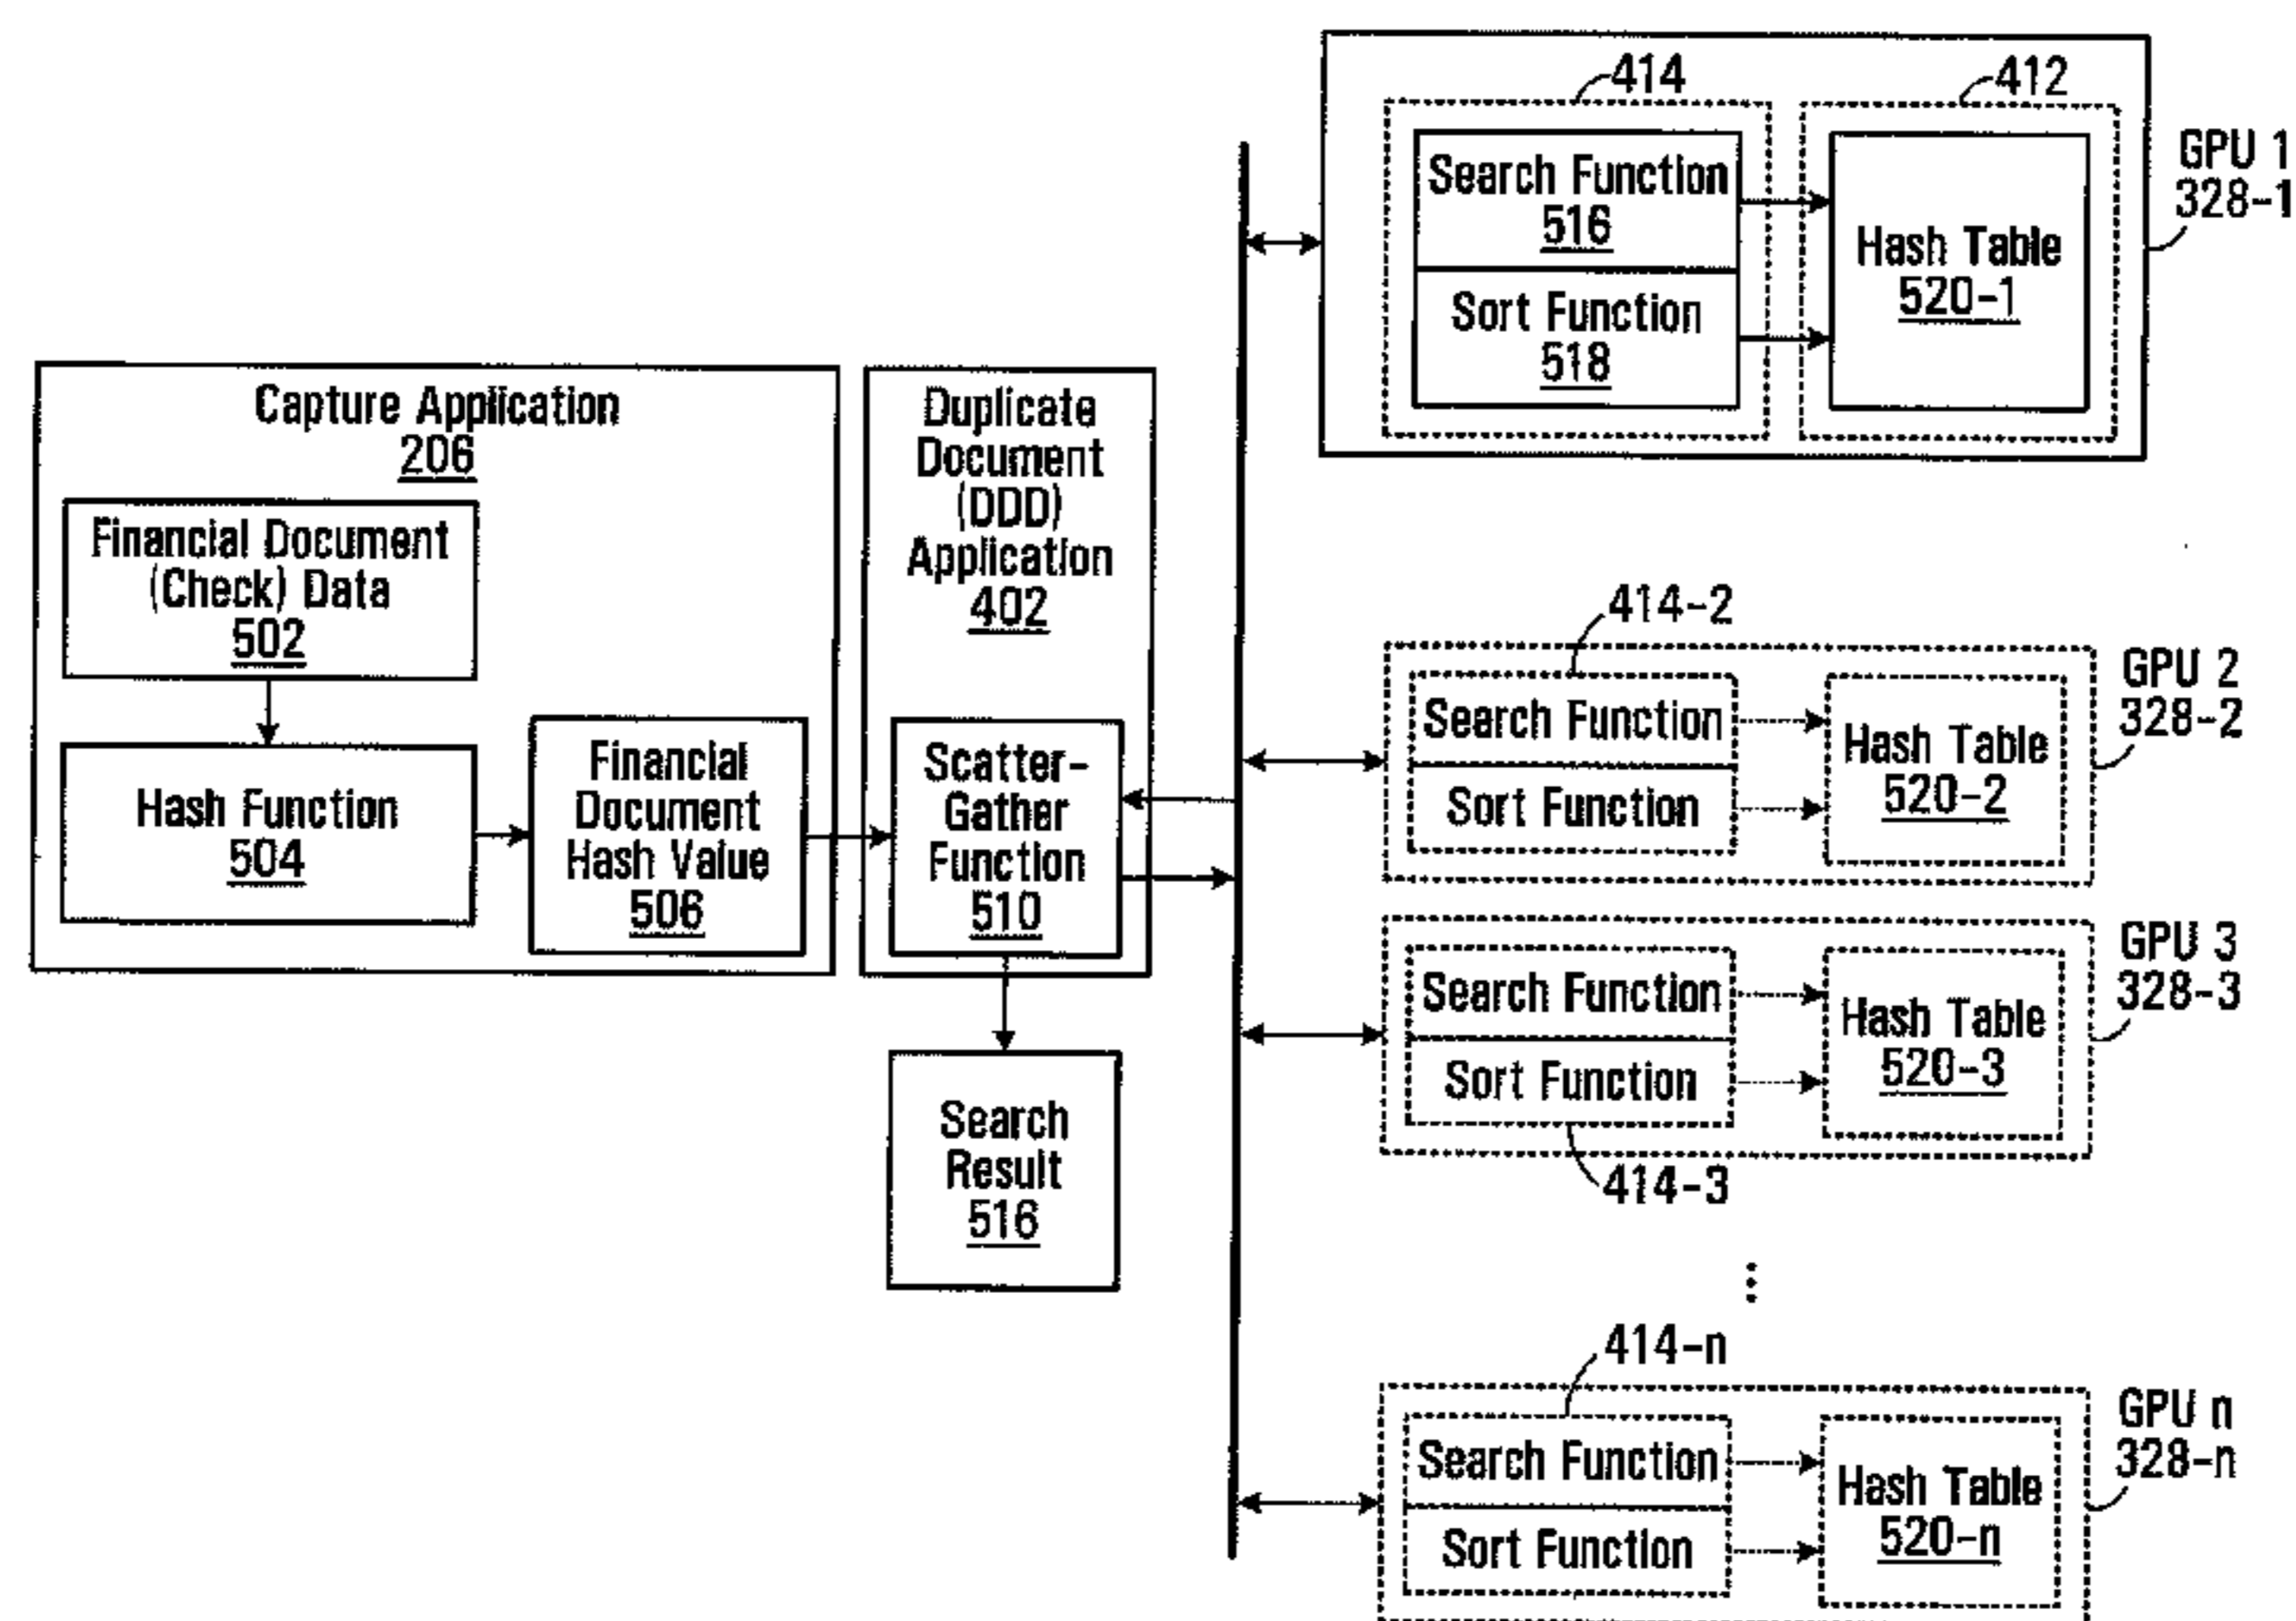 Capture Application
206
Financial Document
(Check) Data
502
Hash Function
504
Financial
Document
Hash Value
506
Duplicate
Document
(DDD)
Application
402
Scatter-
Gather
Function
510
Search
Result
516
414
412
Search Function
516
Sort Function
518
Hash Table
520-1
GPU 1
328-1
414-2
Search Function
Sort Function
Hash Table
520-2
GPU 2
328-2
Search Function
Sort Function
414-3
Hash Table
520-3
GPU 3
328-3
414-n
Search Function
Sort Function
Hash Table
520-n
GPU n
328-n